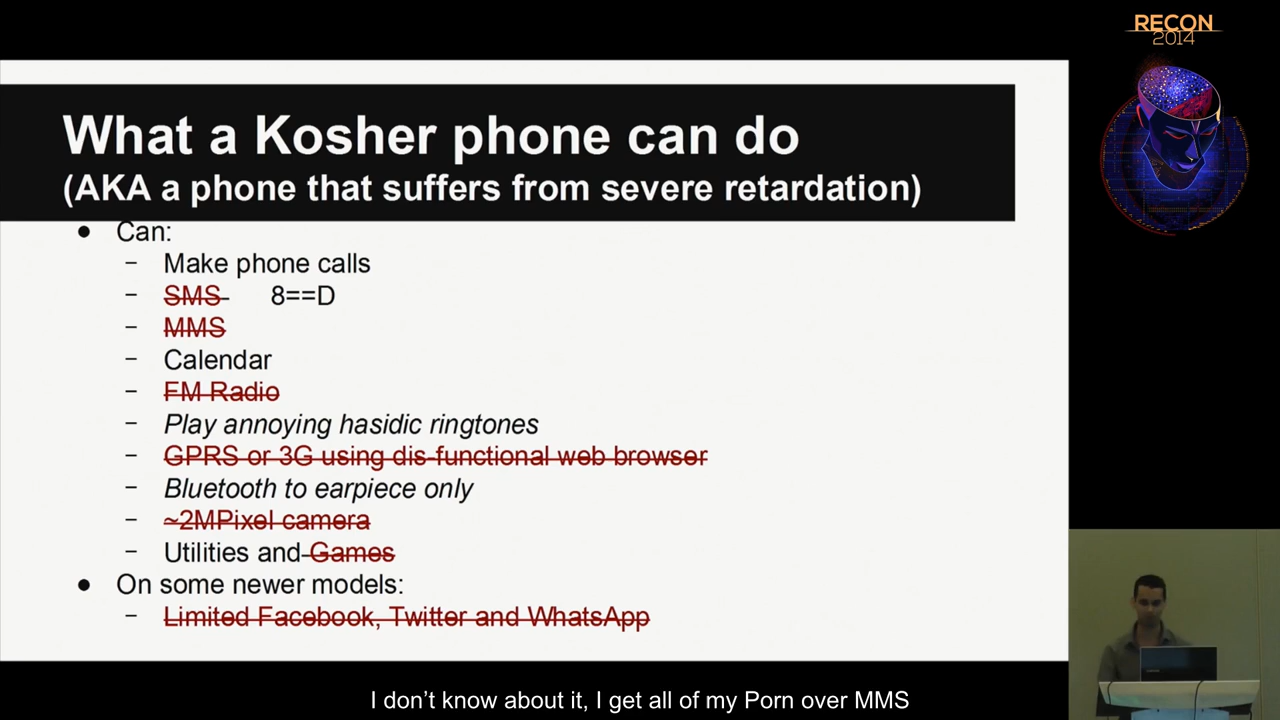 RECON
2014
What a Kosher phone can do
(AKA a phone that suffers from severe retardation)
● Can:
– Make phone calls
– SMS 8==D
– MMS
– Calendar
– FM Radio
– Play annoying hasidic ringtones
– GPRS or 3G using dis-functional web browser
– Bluetooth to earpiece only
– ~2MPixel camera
– Utilities and Games
● On some newer models:
– Limited Facebook, Twitter and WhatsApp
I don’t know about it, I get all of my Porn over MMS